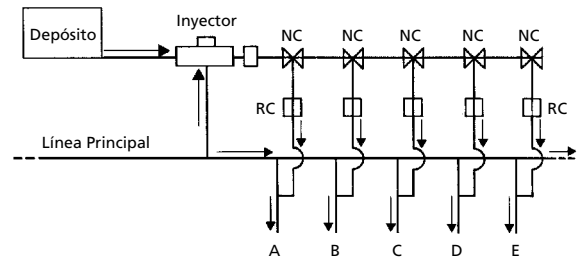 Inyector
Depósito
NC NC NC NC NC
RC RC
Línea Principal
A B C D E